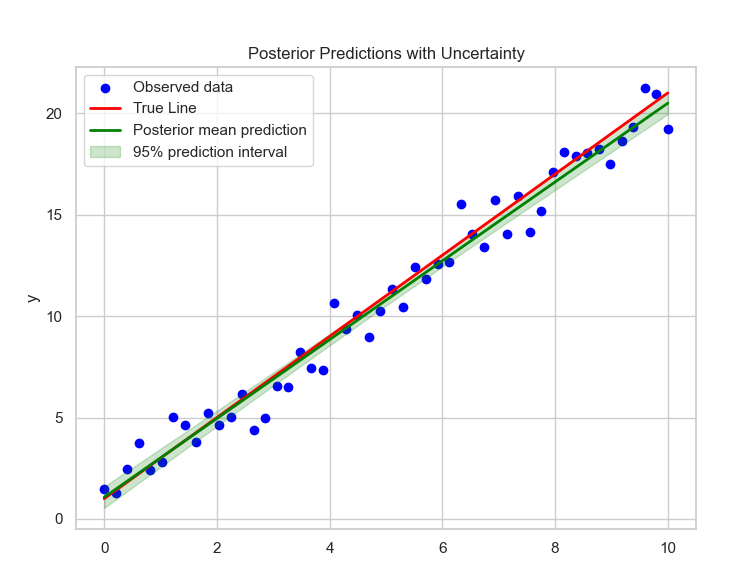 Posterior Predictions with Uncertainty
Observed data
True Line
Posterior mean prediction
95% prediction interval
20
15
10
5
0
y
0 2 4 6 8 10